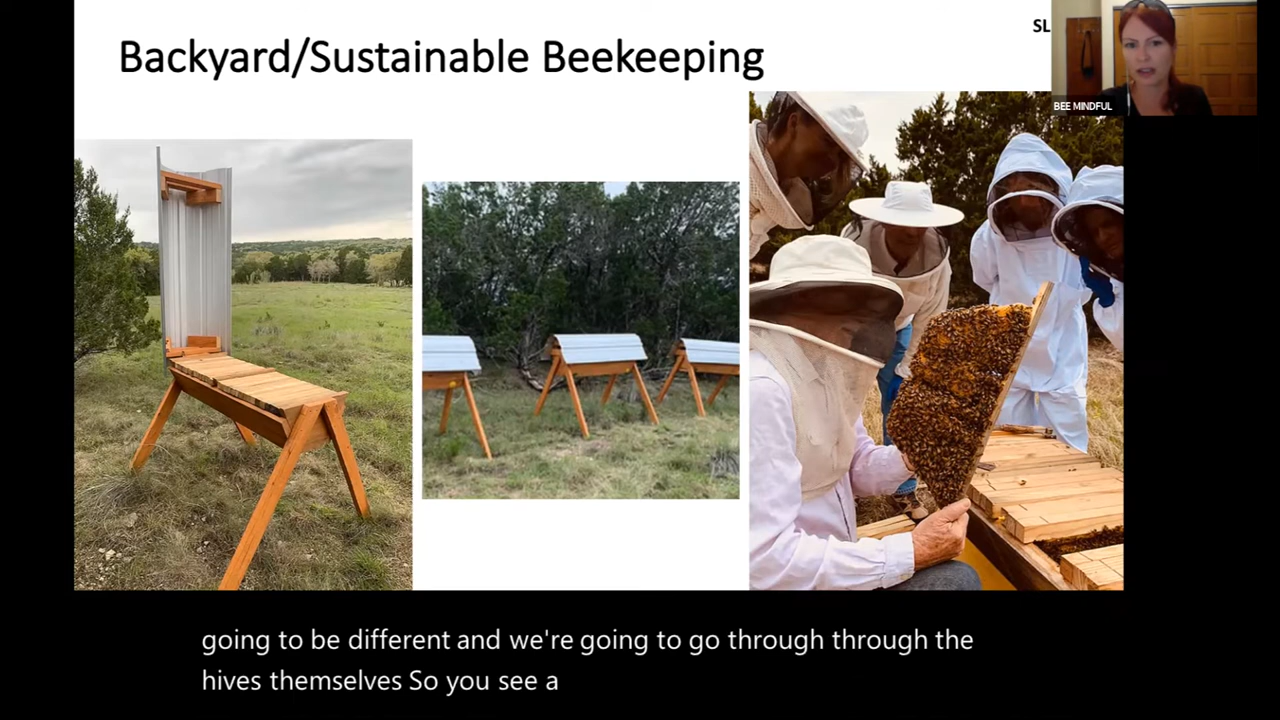 Backyard/Sustainable Beekeeping
SL
BEE MINDFUL
going to be different and we're going to go through through the
hives themselves So you see a